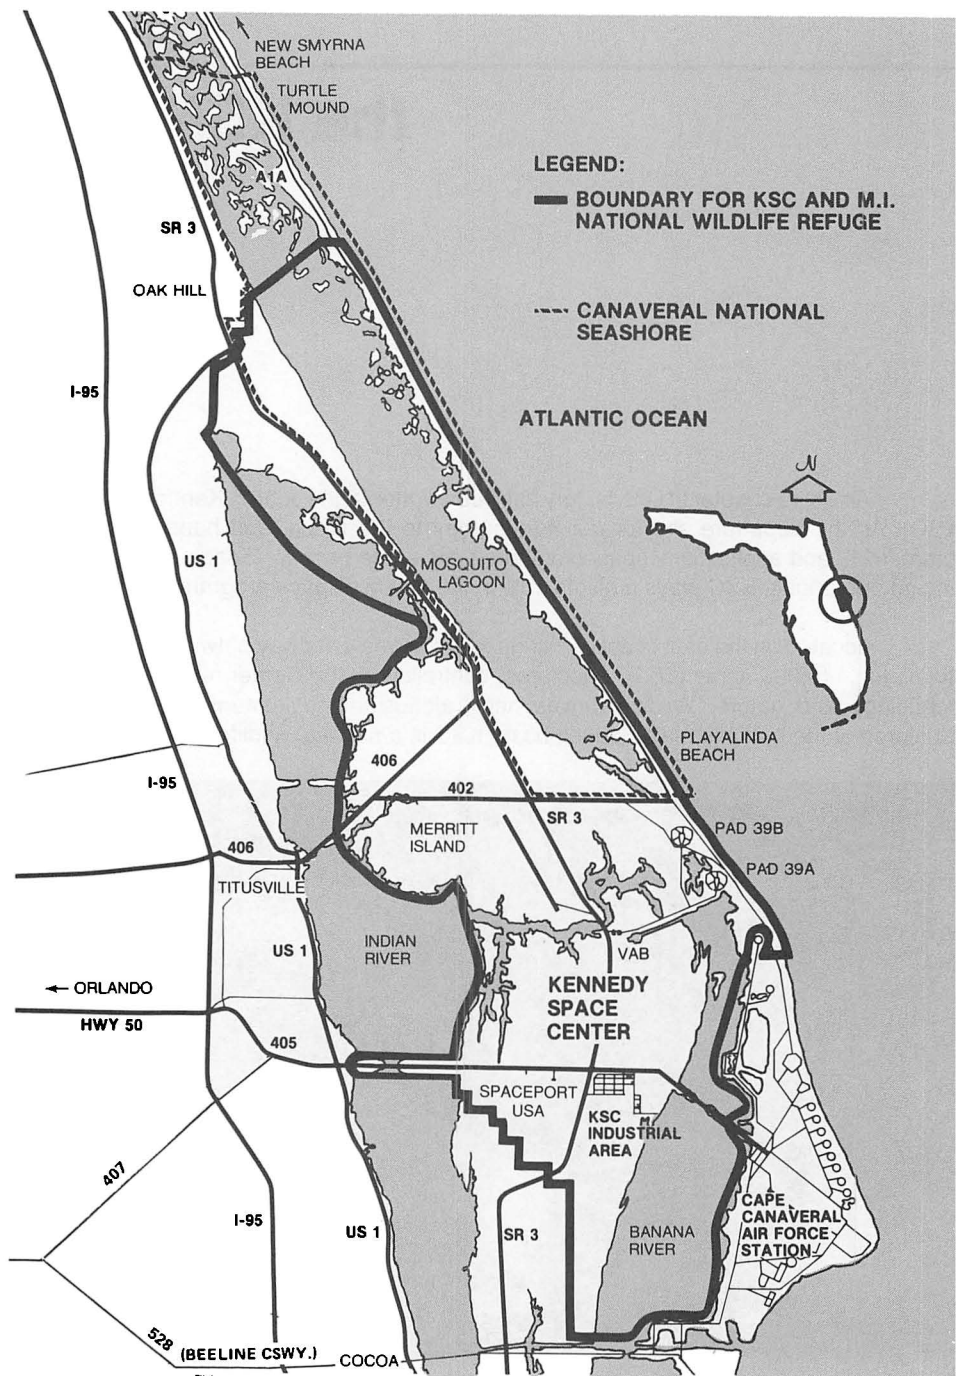 NEW SMYRNA
BEACH
TURTLE
MOUND
A1A
SR 3
OAK HILL
I-95
LEGEND:
BOUNDARY FOR KSC AND M.I.
NATIONAL WILDLIFE REFUGE
CANAVERAL NATIONAL
SEASHORE
ATLANTIC OCEAN
N
US 1
MOSQUITO
LAGOON
PLAYALINDA
BEACH
406
402
I-95
SR 3
MERRITT
ISLAND
PAD 39B
PAD 39A
406
TITUSVILLE
US 1
INDIAN
RIVER
VAB
KENNEDY
SPACE
CENTER
← ORLANDO
HWY 50
405
SPACEPORT
USA
KSC
INDUSTRIAL
AREA
407
I-95
US 1
SR 3
BANANA
RIVER
CAPE
CANAVERAL
AIR FORCE
STATION
528
(BEELINE CSWY.)
COCOA